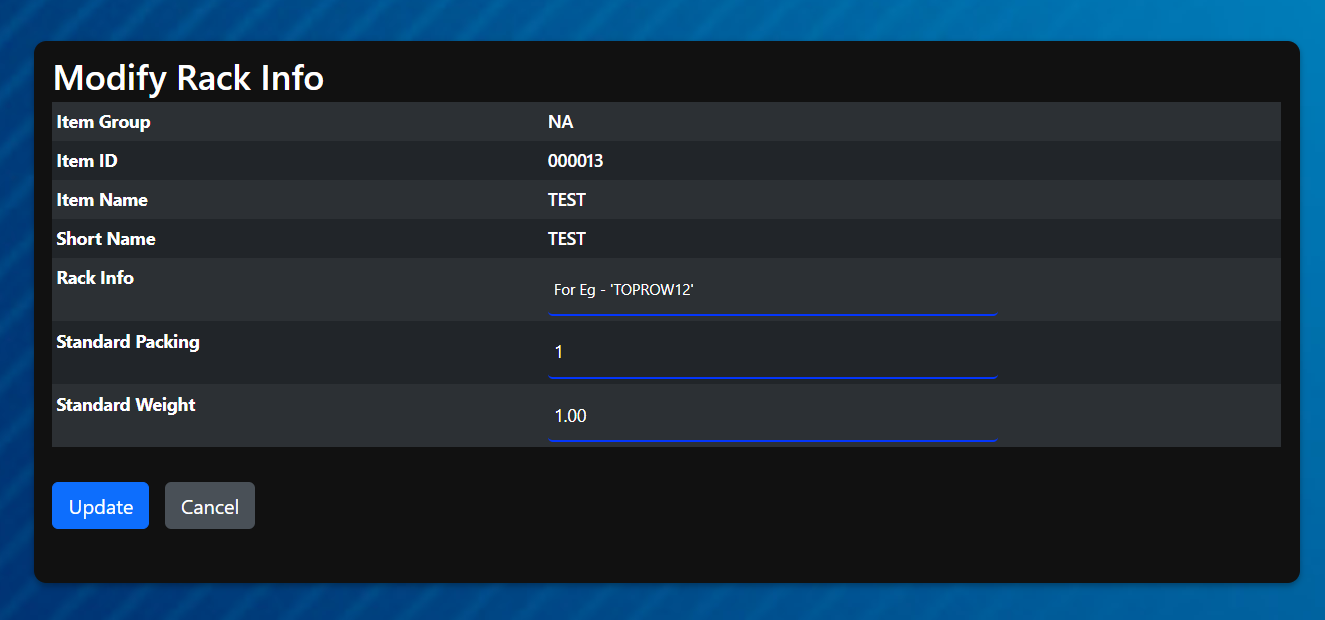 Modify Rack Info
Item Group NA
Item ID 000013
Item Name TEST
Short Name TEST
Rack Info For Eg - 'TOPROW12'
Standard Packing 1
Standard Weight 1.00
Update Cancel